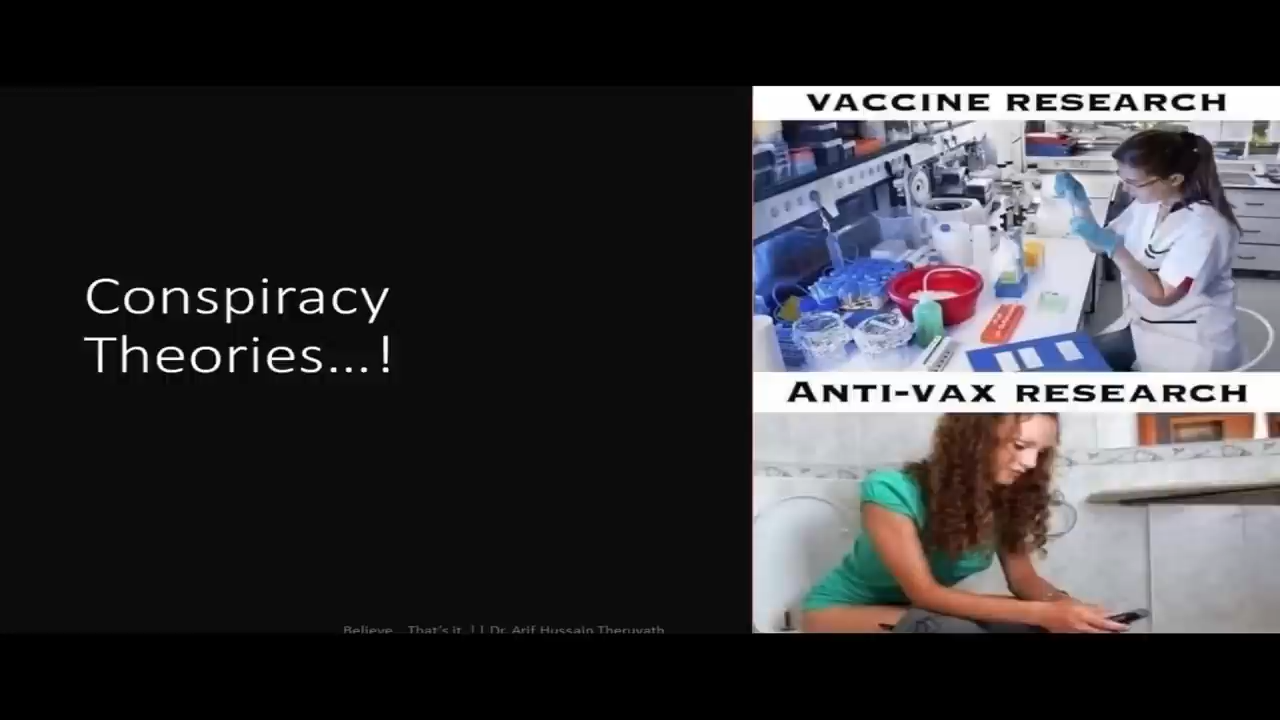 Conspiracy
Theories...!
VACCINE RESEARCH
ANTI-VAX RESEARCH
Believe... That's it..! | Dr. Arif Hussain Theruvath